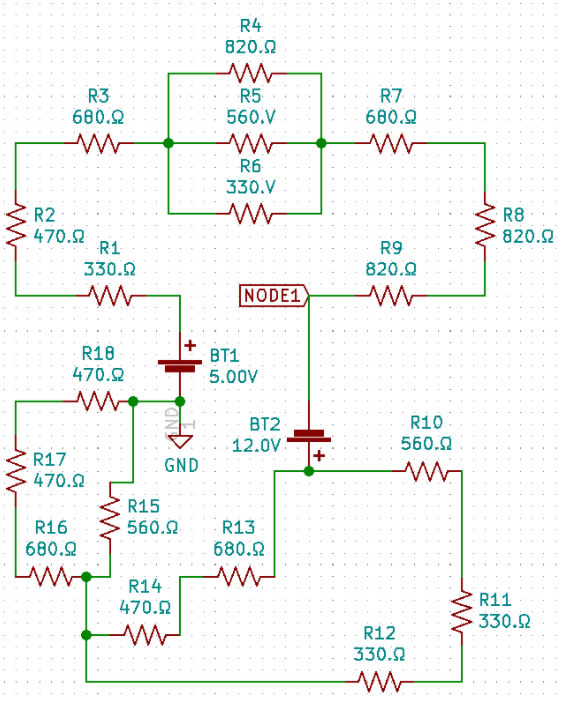 R4
820.Ω
R3
680.Ω
R5
560.V
R7
680.Ω
R6
330.V
R2
470.Ω
R8
820.Ω
R1
330.Ω
NODE1
R9
820.Ω
+
BT1
5.00V
R18
470.Ω
GND
1
GND
BT2
12.0V
+
R10
560.Ω
R17
470.Ω
R15
560.Ω
R16
680.Ω
R13
680.Ω
R14
470.Ω
R11
330.Ω
R12
330.Ω